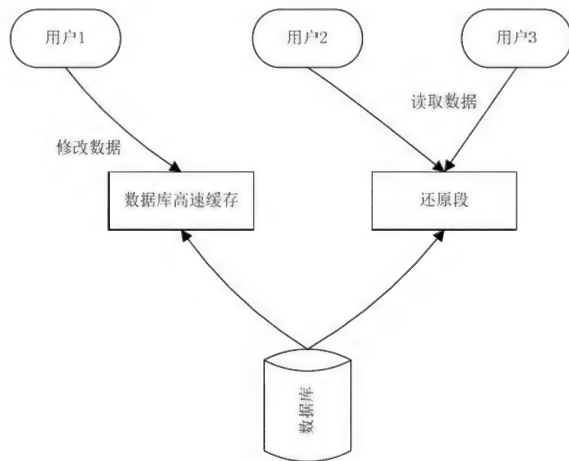 用户1
用户2
用户3
读取数据
修改数据
数据库高速缓存
还原段
数据库